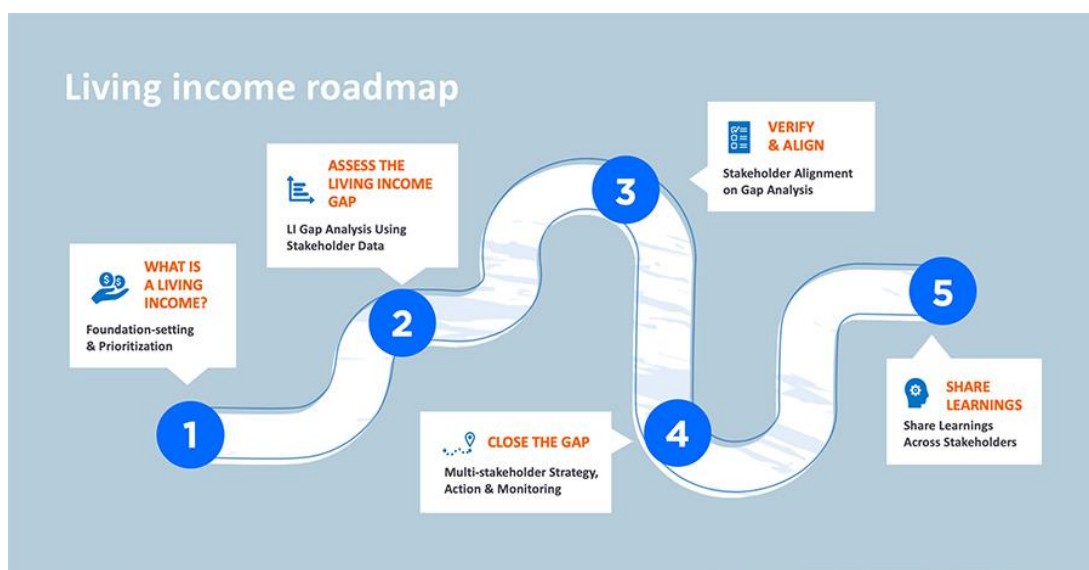 Living income roadmap
1
WHAT IS
A LIVING
INCOME?
Foundation-setting
& Prioritization
2
ASSESS THE
LIVING INCOME
GAP
LI Gap Analysis Using
Stakeholder Data
3
VERIFY
& ALIGN
Stakeholder Alignment
on Gap Analysis
4
CLOSE THE GAP
Multi-stakeholder Strategy,
Action & Monitoring
5
SHARE
LEARNINGS
Share Learnings
Across Stakeholders